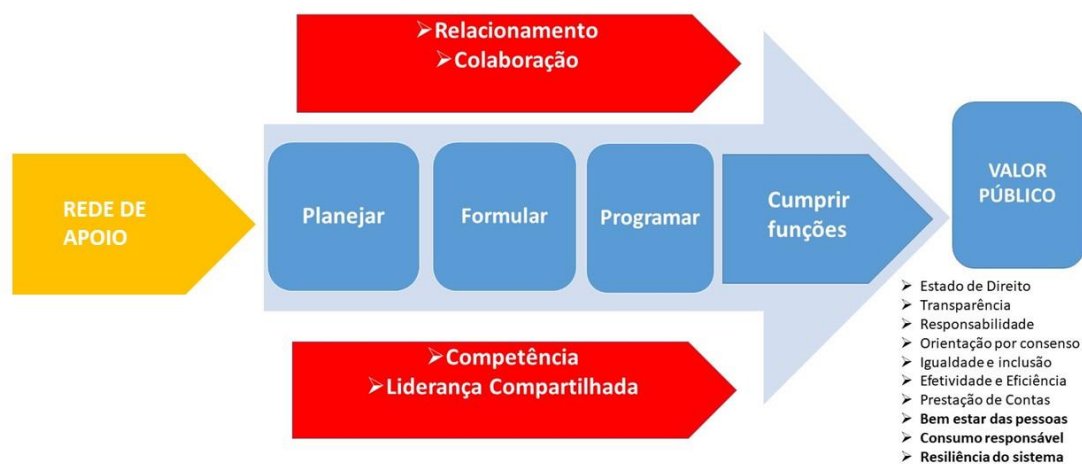 ➢Relacionamento
➢Colaboração
REDE DE
APOIO
Planejar
Formular
Programar
Cumprir
funções
VALOR
PÚBLICO
➢Competência
➢Liderança Compartilhada
➢ Estado de Direito
➢ Transparência
➢ Responsabilidade
➢ Orientação por consenso
➢ Igualdade e inclusão
➢ Efetividade e Eficiência
➢ Prestação de Contas
➢ Bem estar das pessoas
➢ Consumo responsável
➢ Resiliência do sistema